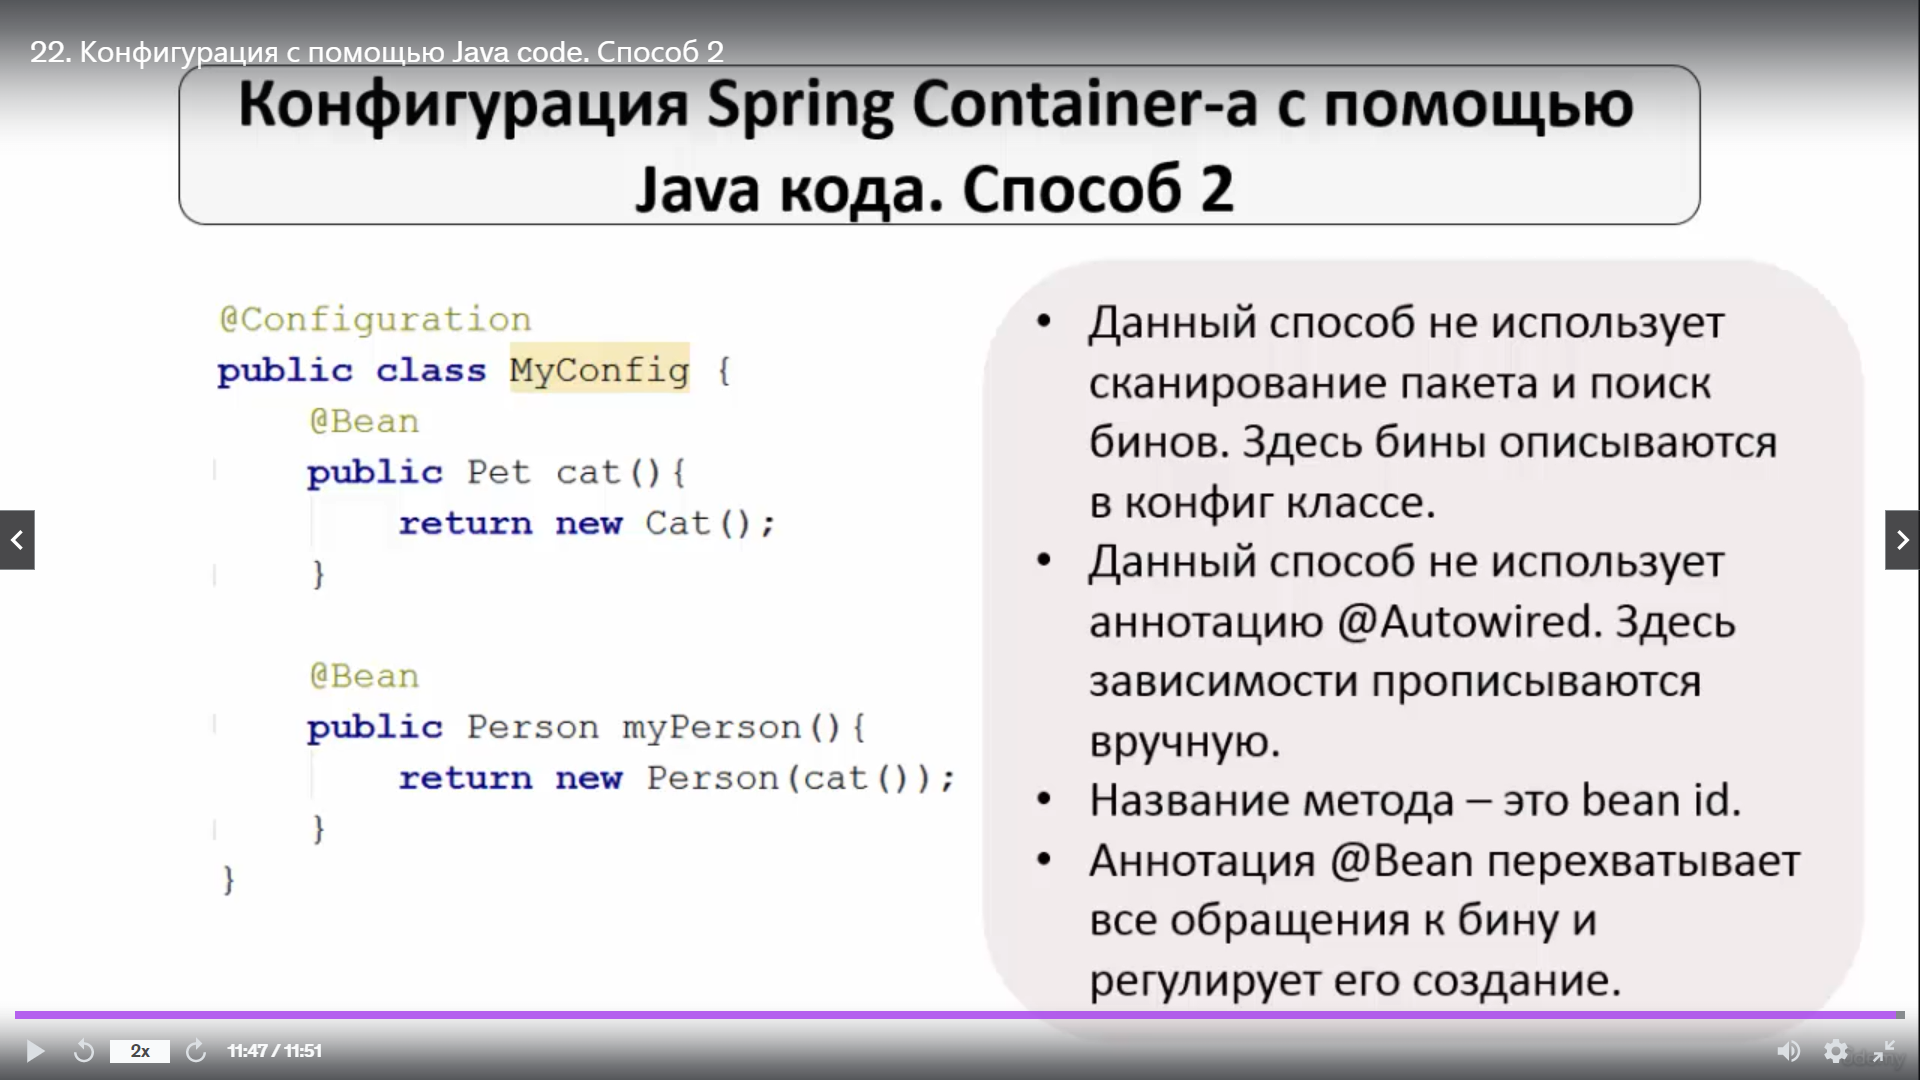 22. Конфигурация с помощью Java code. Способ 2
Конфигурация Spring Container-а с помощью
Java кода. Способ 2
@Configuration
public class MyConfig {
@Bean
public Pet cat(){
return new Cat();
}
@Bean
public Person myPerson(){
return new Person(cat());
}
}
• Данный способ не использует
сканирование пакета и поиск
бинов. Здесь бины описываются
в конфиг классе.
• Данный способ не использует
аннотацию @Autowired. Здесь
зависимости прописываются
вручную.
• Название метода – это bean id.
• Аннотация @Bean перехватывает
все обращения к бину и
регулирует его создание.
2x
11:47 / 11:51